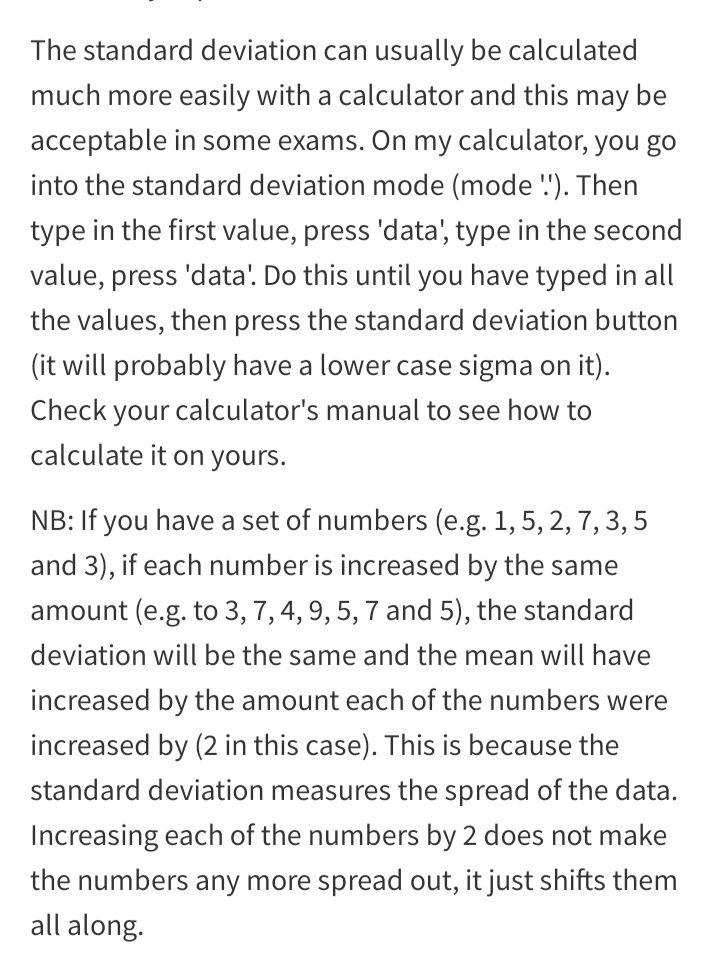 The standard deviation can usually be calculated
much more easily with a calculator and this may be
acceptable in some exams. On my calculator, you go
into the standard deviation mode (mode '.'). Then
type in the first value, press 'data', type in the second
value, press 'data'. Do this until you have typed in all
the values, then press the standard deviation button
(it will probably have a lower case sigma on it).
Check your calculator's manual to see how to
calculate it on yours.
NB: If you have a set of numbers (e.g. 1, 5, 2, 7, 3, 5
and 3), if each number is increased by the same
amount (e.g. to 3, 7, 4, 9, 5, 7 and 5), the standard
deviation will be the same and the mean will have
increased by the amount each of the numbers were
increased by (2 in this case). This is because the
standard deviation measures the spread of the data.
Increasing each of the numbers by 2 does not make
the numbers any more spread out, it just shifts them
all along.